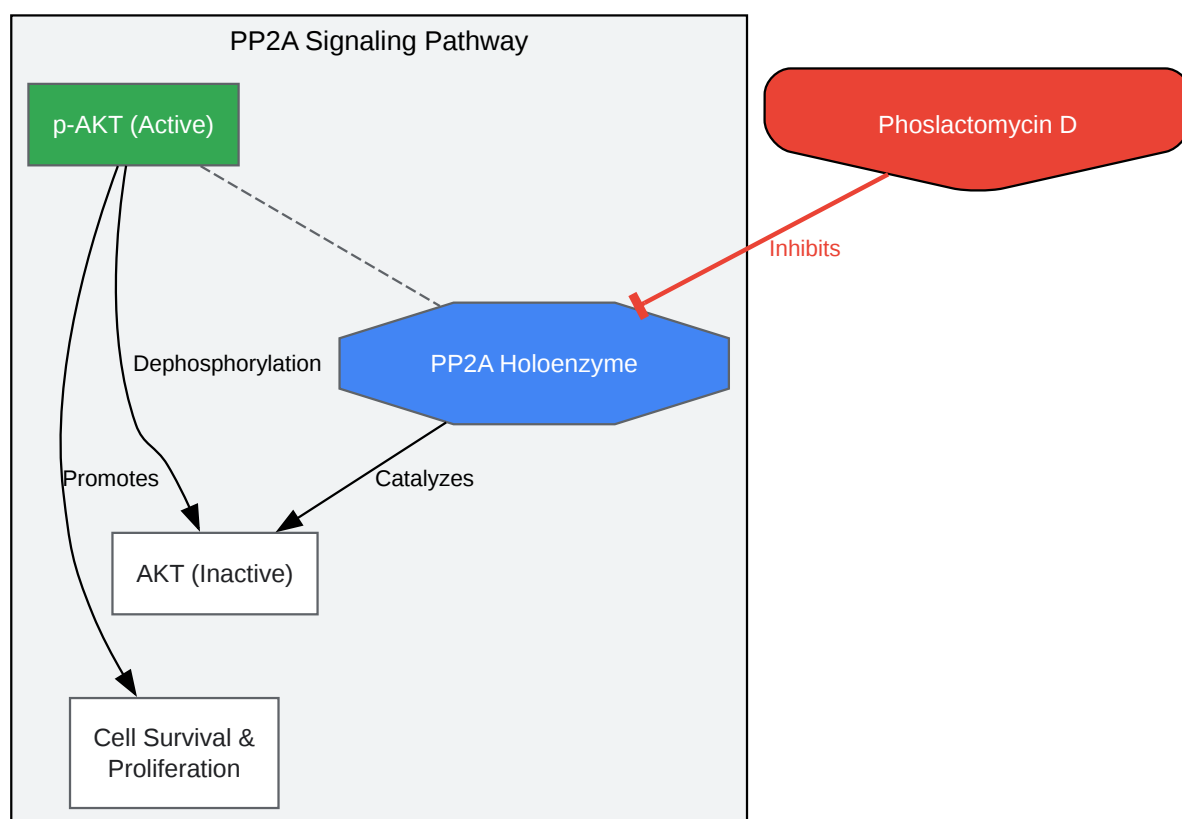 PP2A Signaling Pathway
p-AKT (Active)
Phoslactomycin D
Inhibits
Dephosphorylation
PP2A Holoenzyme
Promotes
Catalyzes
AKT (Inactive)
Cell Survival &
Proliferation